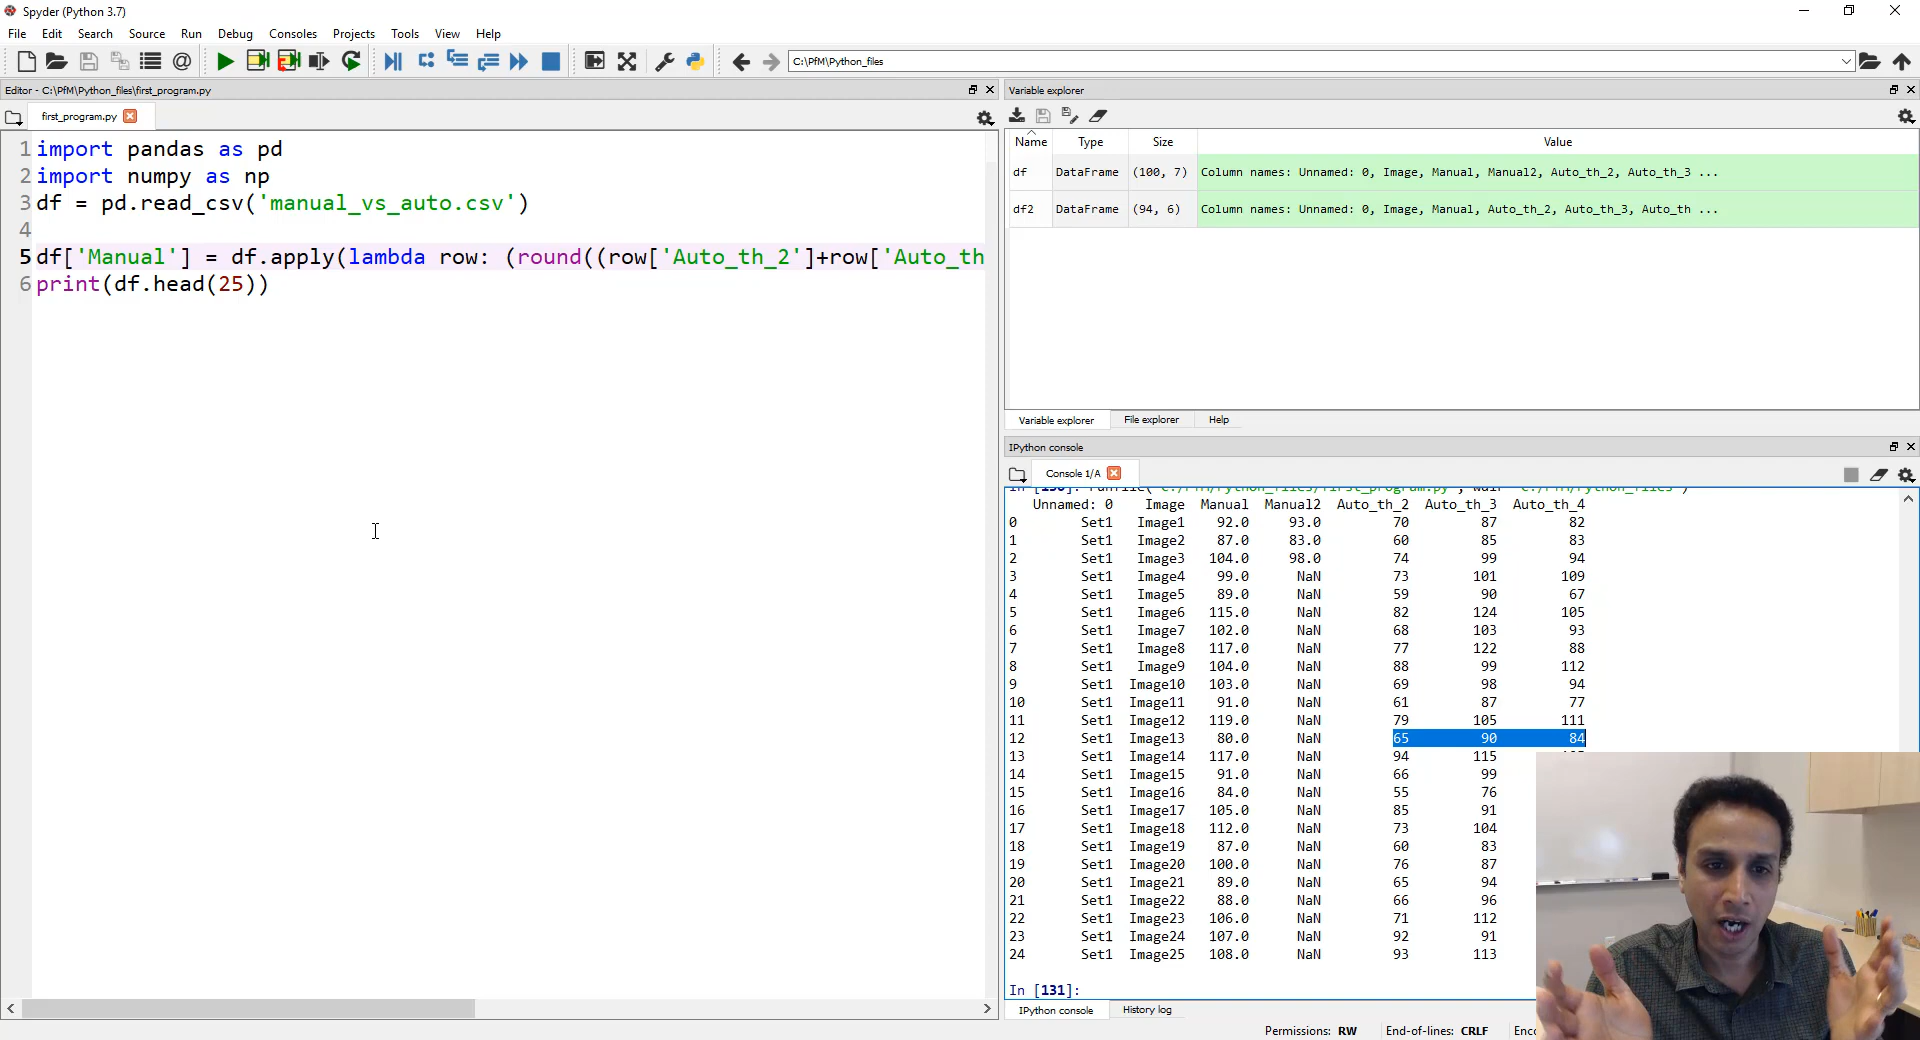 Spyder (Python 3.7)
File Edit Search Source Run Debug Consoles Projects Tools View Help
C:\PfM\Python_files
Editor - C:\PfM\Python_files\first_program.py
first_program.py
1 import pandas as pd
2 import numpy as np
3 df = pd.read_csv('manual_vs_auto.csv')
4
5 df['Manual'] = df.apply(lambda row: (round((row['Auto_th_2']+row['Auto_th
6 print(df.head(25))
Variable explorer
Name Type Size Value
df DataFrame (100, 7) Column names: Unnamed: 0, Image, Manual, Manual2, Auto_th_2, Auto_th_3 ...
df2 DataFrame (94, 6) Column names: Unnamed: 0, Image, Manual, Auto_th_2, Auto_th_3, Auto_th ...
Variable explorer File explorer Help
IPython console
Console 1/A
Unnamed: 0 Image Manual Manual2 Auto_th_2 Auto_th_3 Auto_th_4
0 Set1 Image1 92.0 93.0 70 87 82
1 Set1 Image2 87.0 83.0 60 85 83
2 Set1 Image3 104.0 98.0 74 99 94
3 Set1 Image4 99.0 NaN 73 101 109
4 Set1 Image5 89.0 NaN 59 90 67
5 Set1 Image6 115.0 NaN 82 124 105
6 Set1 Image7 102.0 NaN 68 103 93
7 Set1 Image8 117.0 NaN 77 122 88
8 Set1 Image9 104.0 NaN 88 99 112
9 Set1 Image10 103.0 NaN 69 98 94
10 Set1 Image11 91.0 NaN 61 87 77
11 Set1 Image12 119.0 NaN 79 105 111
12 Set1 Image13 80.0 NaN 65 90 84
13 Set1 Image14 117.0 NaN 94 115
14 Set1 Image15 91.0 NaN 66 99
15 Set1 Image16 84.0 NaN 55 76
16 Set1 Image17 105.0 NaN 85 91
17 Set1 Image18 112.0 NaN 73 104
18 Set1 Image19 87.0 NaN 60 83
19 Set1 Image20 100.0 NaN 76 87
20 Set1 Image21 89.0 NaN 65 94
21 Set1 Image22 88.0 NaN 66 96
22 Set1 Image23 106.0 NaN 71 112
23 Set1 Image24 107.0 NaN 92 91
24 Set1 Image25 108.0 NaN 93 113
In [131]:
IPython console History log
Permissions: RW End-of-lines: CRLF